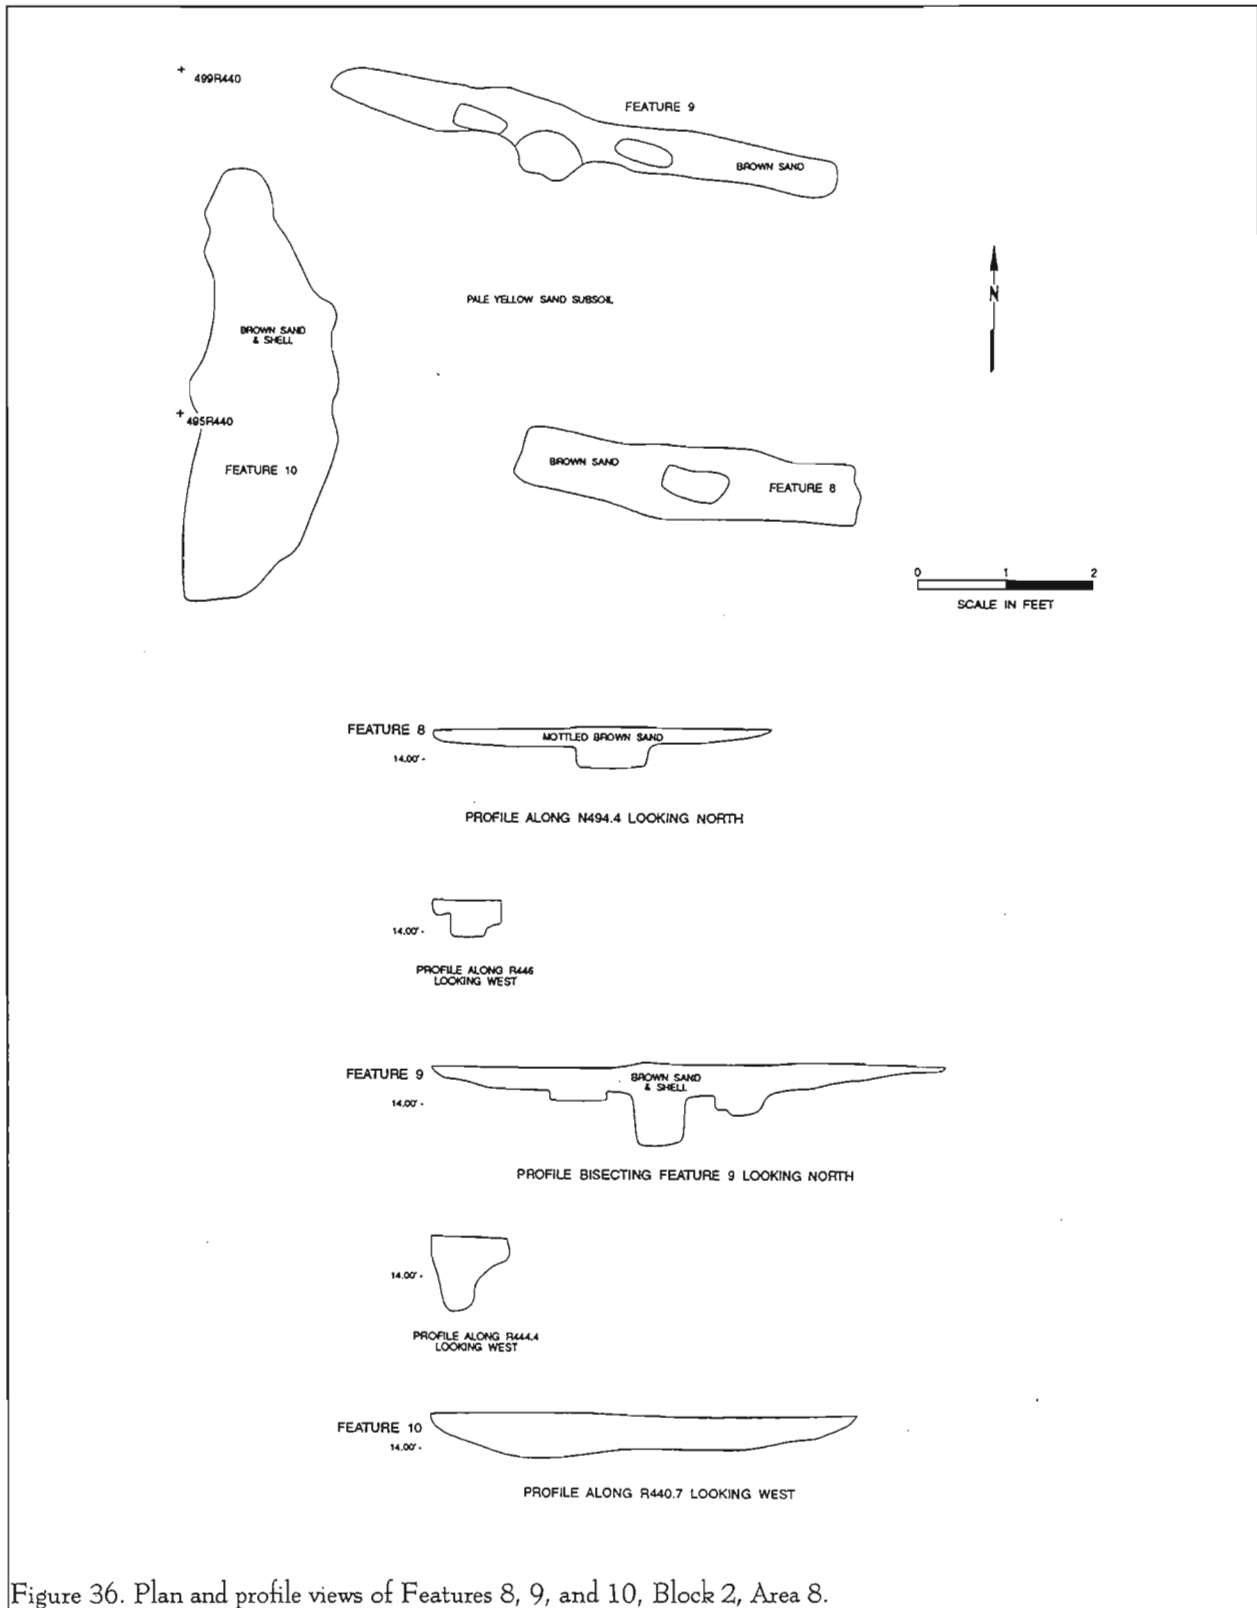 499R440
FEATURE 9
BROWN SAND
N
PALE YELLOW SAND SUBSOIL
BROWN SAND
& SHELL
495R440
FEATURE 10
BROWN SAND
FEATURE 8
0 1 2
SCALE IN FEET
FEATURE 8
MOTTLED BROWN SAND
14.00'
PROFILE ALONG N494.4 LOOKING NORTH
14.00'
PROFILE ALONG R446
LOOKING WEST
FEATURE 9
BROWN SAND
& SHELL
14.00'
PROFILE BISECTING FEATURE 9 LOOKING NORTH
14.00'
PROFILE ALONG R444.4
LOOKING WEST
FEATURE 10
14.00'
PROFILE ALONG R440.7 LOOKING WEST
Figure 36. Plan and profile views of Features 8, 9, and 10, Block 2, Area 8.